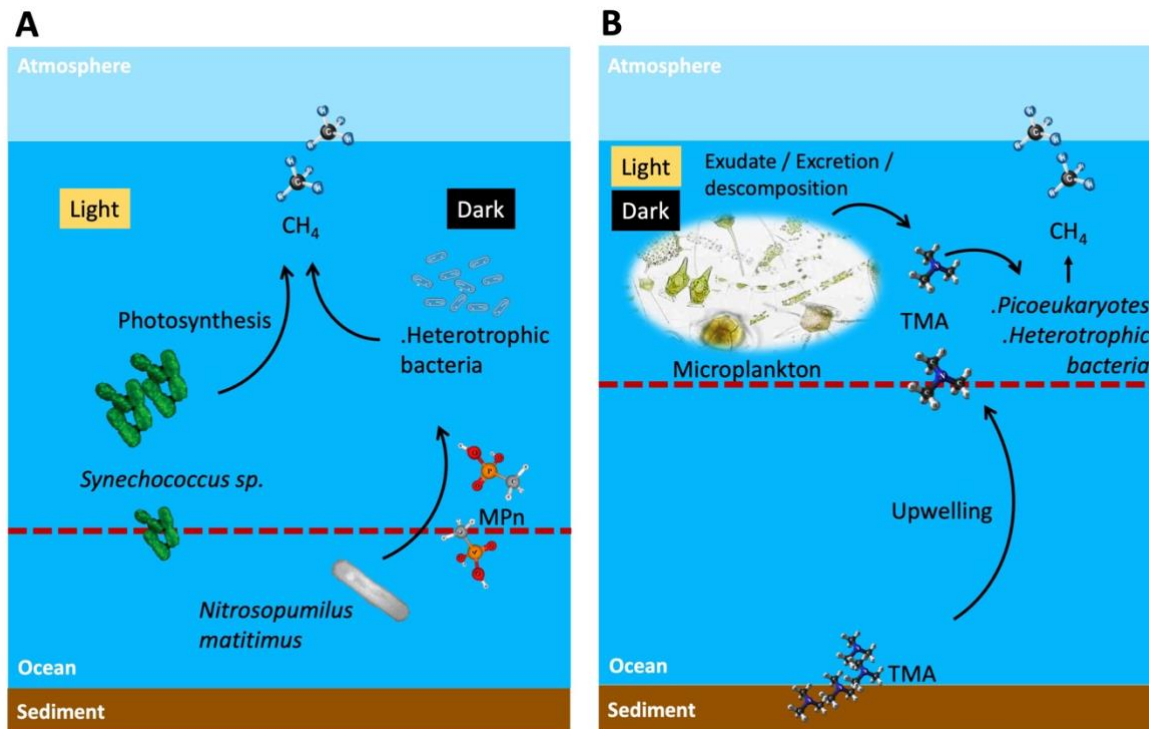 A
Atmosphere
Light
Dark
CH4
Photosynthesis
.Heterotrophic
bacteria
Synechococcus sp.
MPn
Nitrosopumilus
matitimus
Ocean
Sediment
B
Atmosphere
Light
Dark
Exudate / Excretion /
descomposition
CH4
TMA
.Picoeukaryotes
.Heterotrophic
bacteria
Microplankton
Upwelling
TMA
Ocean
Sediment